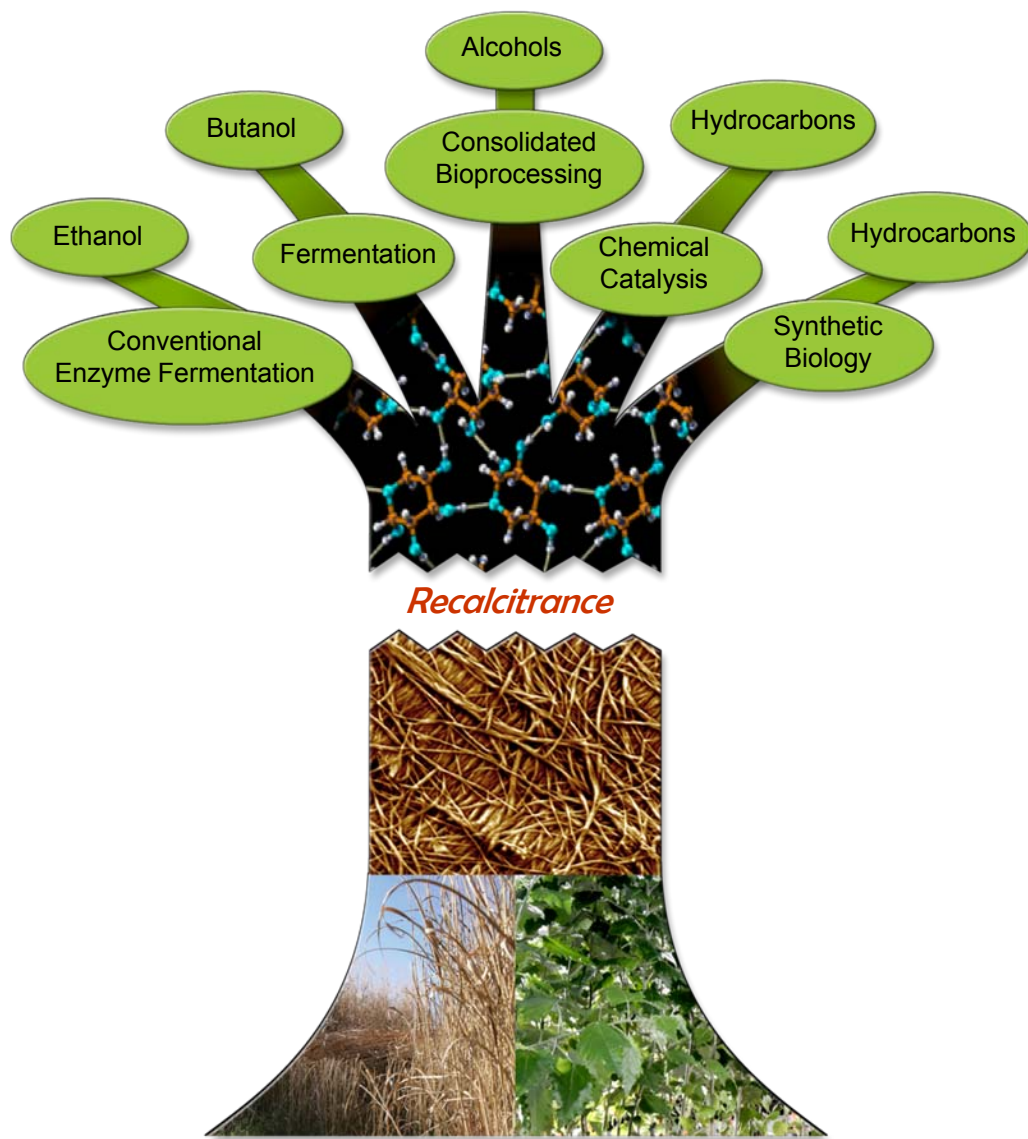 Alcohols
Butanol
Hydrocarbons
Consolidated
Bioprocessing
Ethanol
Fermentation
Chemical
Catalysis
Hydrocarbons
Conventional
Enzyme Fermentation
Synthetic
Biology
Recalcitrance